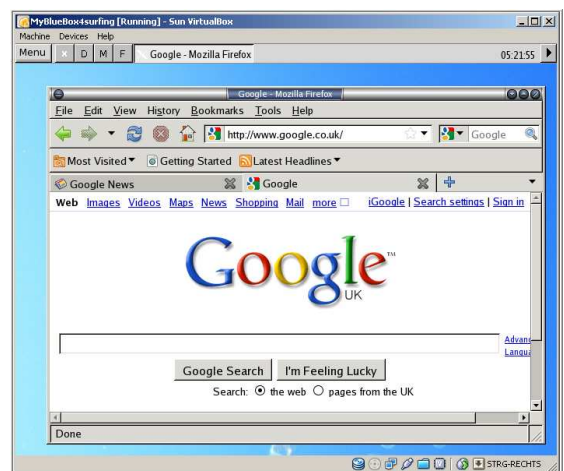 MyBlueBox4surfing [Running] - Sun VirtualBox
Machine Devices Help
Menu x D M F Google - Mozilla Firefox 05:21:55
Google - Mozilla Firefox
File Edit View History Bookmarks Tools Help
http://www.google.co.uk/ Google
Most Visited Getting Started Latest Headlines
Google News Google
Web Images Videos Maps News Shopping Mail more iGoogle | Search settings | Sign in
Google™
UK
Advan
Langua
Google Search I'm Feeling Lucky
Search: the web pages from the UK
Done
STRG-RECHTS